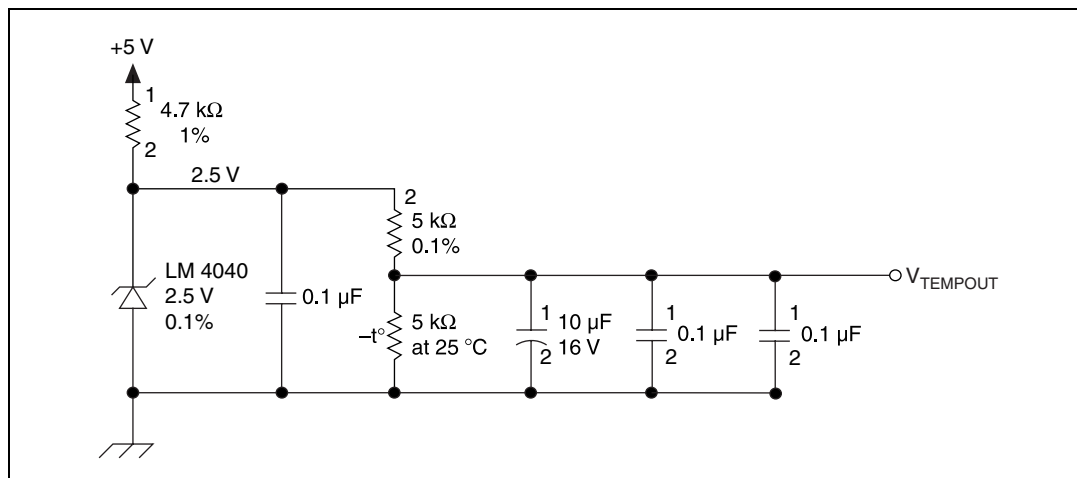 +5 V
1
4.7 kΩ
1%
2
2.5 V
2
5 kΩ
0.1%
LM 4040
2.5 V
0.1%
0.1 µF
–t°
5 kΩ
at 25 °C
1
10 µF
16 V
2
1
0.1 µF
2
1
0.1 µF
2
VTEMPOUT